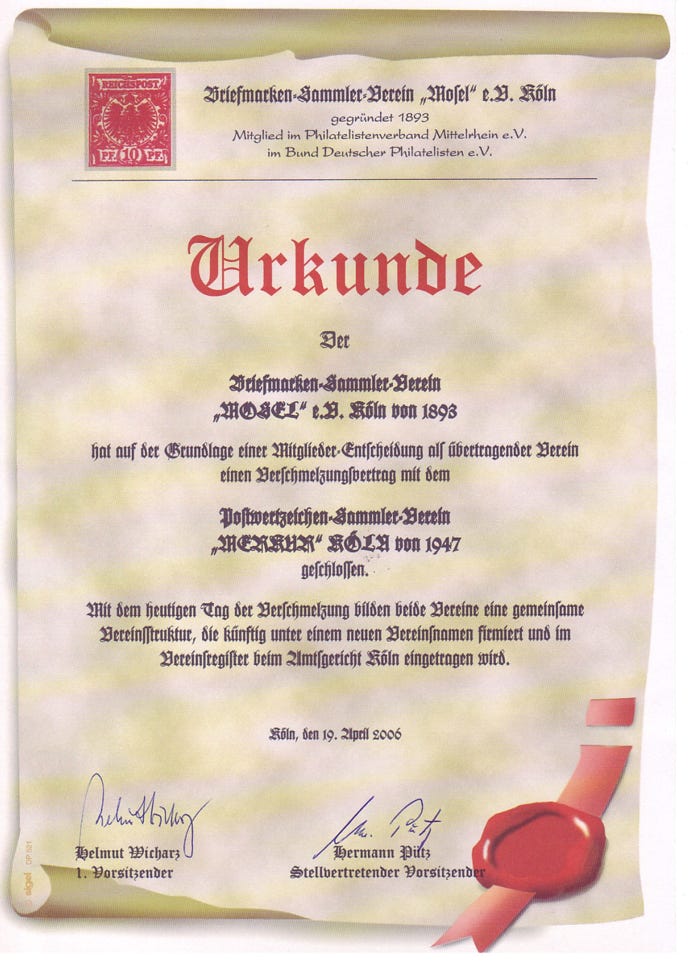 REICHSPOST
PF. 10 PF.
Briefmarken-Sammler-Verein „Mosel“ e.V. Köln
gegründet 1893
Mitglied im Philatelistenverband Mittelrhein e.V.
im Bund Deutscher Philatelisten e.V.
Urkunde
Der
Briefmarken-Sammler-Verein
„MOSEL“ e.V. Köln von 1893
hat auf der Grundlage einer Mitglieder-Entscheidung als übertragender Verein
einen Verschmelzungsvertrag mit dem
Postwertzeichen-Sammler-Verein
„MERKUR“ KÖLN von 1947
geschlossen.
Mit dem heutigen Tag der Verschmelzung bilden beide Vereine eine gemeinsame
Vereinsstruktur, die künftig unter einem neuen Vereinsnamen firmiert und im
Vereinsregister beim Amtsgericht Köln eingetragen wird.
Köln, den 19. April 2006
Helmut Wicharz
1. Vorsitzender
Hermann Pütz
Stellvertretender Vorsitzender
sigel DP 521